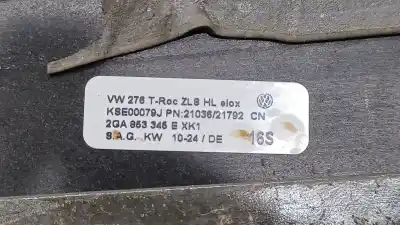 VW 276 T-Roc ZLS HL elox
KSE00079J PN:21036/21792 CN
2GA 853 345 E XK1
S.A.G. KW 10-24 / DE 16S